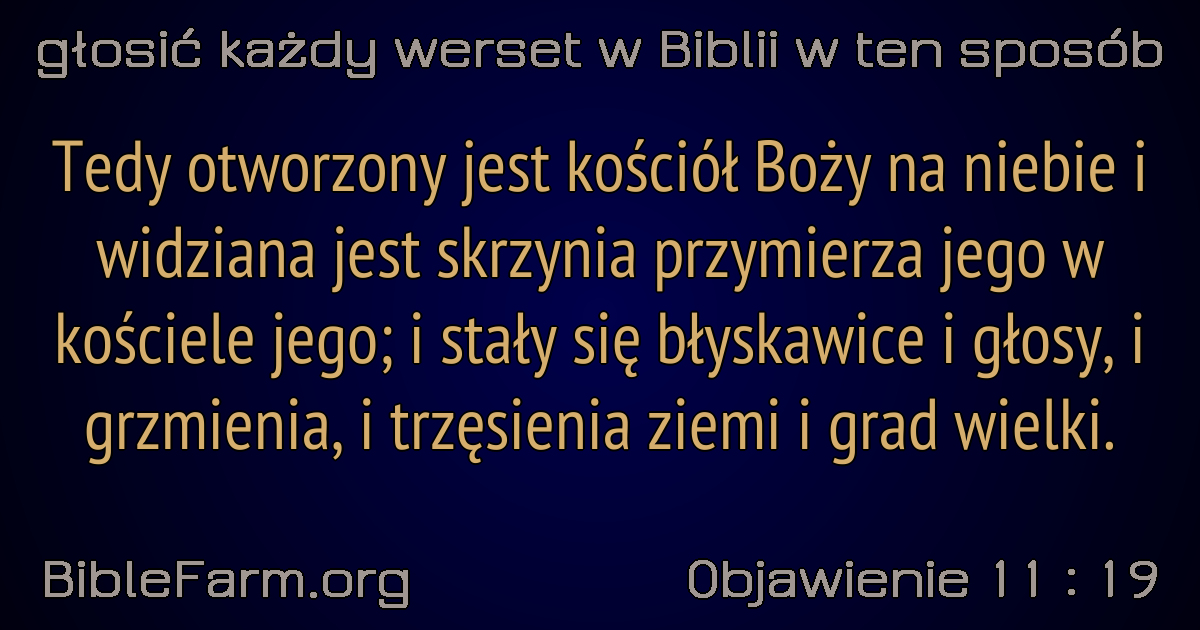 głosić każdy werset w Biblii w ten sposób
Tedy otworzony jest kościół Boży na niebie i
widziana jest skrzynia przymierza jego w
kościele jego; i stały się błyskawice i głosy, i
grzmienia, i trzęsienia ziemi i grad wielki.
BibleFarm.org
Objawienie 11 : 19